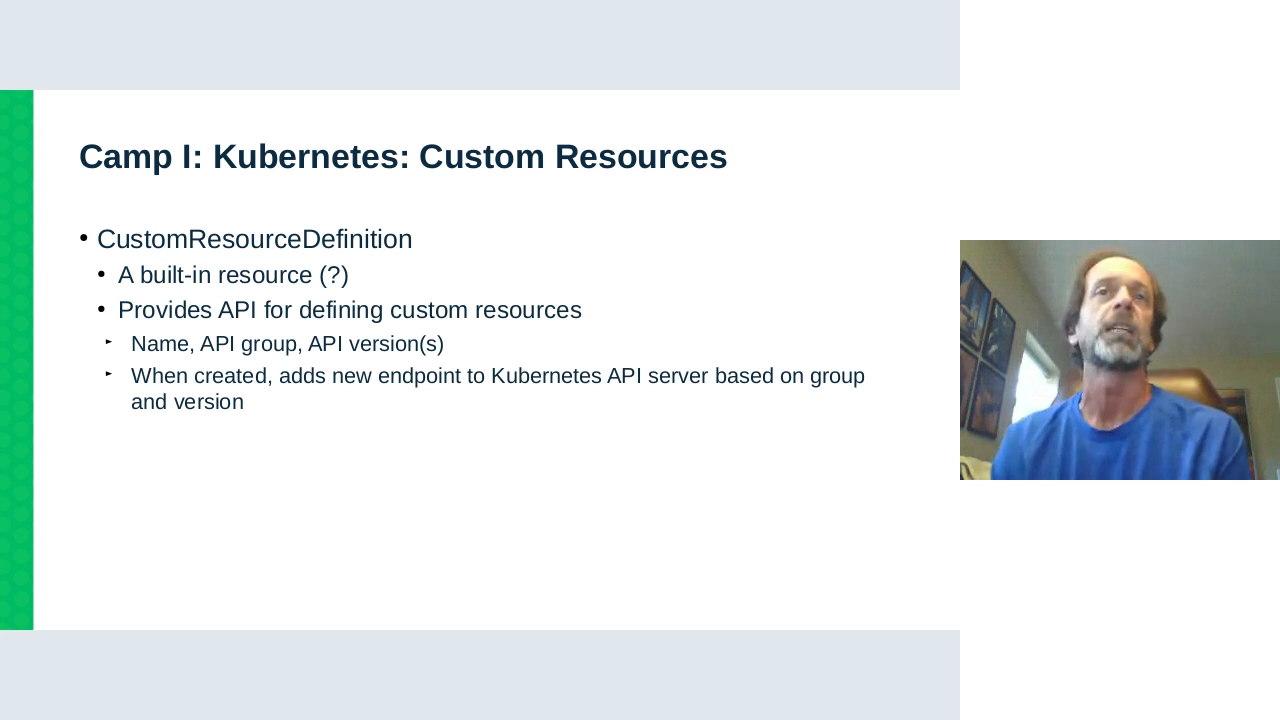 Camp I: Kubernetes: Custom Resources
• CustomResourceDefinition
• A built-in resource (?)
• Provides API for defining custom resources
► Name, API group, API version(s)
► When created, adds new endpoint to Kubernetes API server based on group
and version